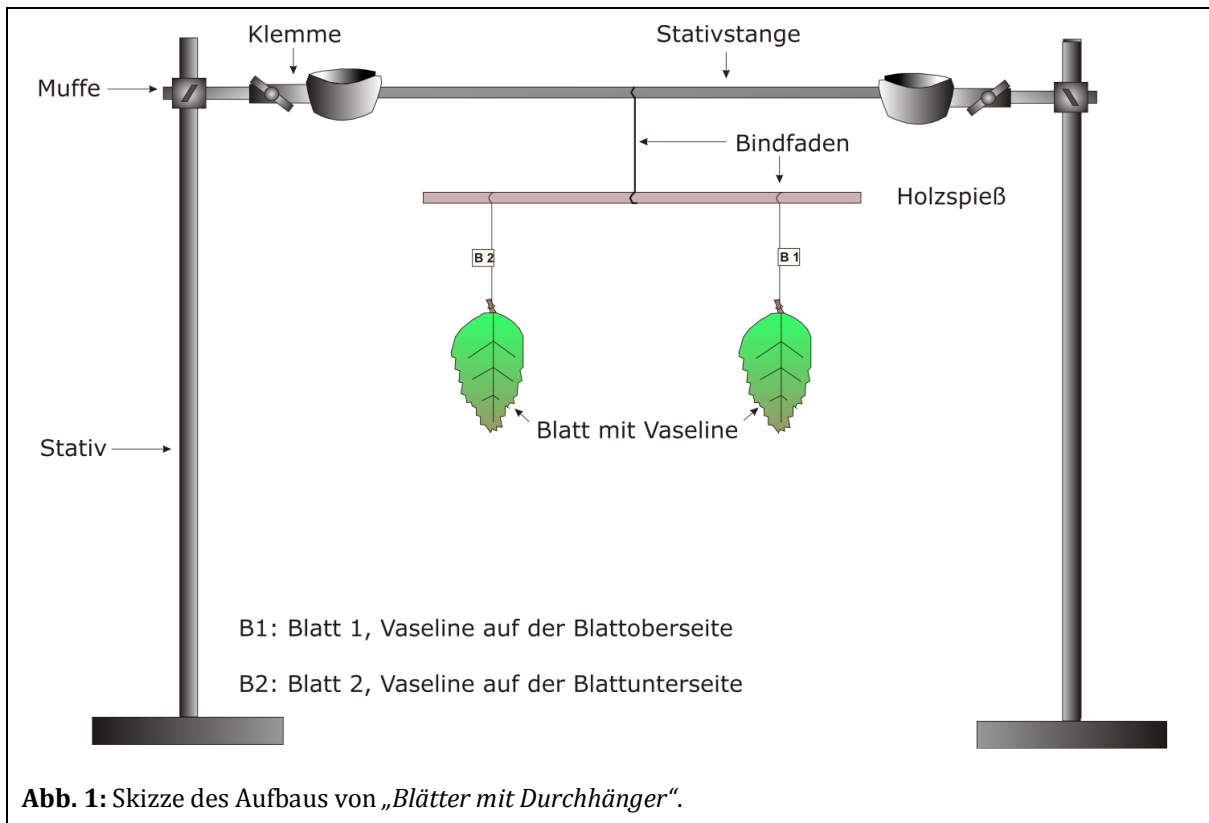 Klemme
Stativstange
Muffe
Bindfaden
Holzspieß
B 2
B 1
Blatt mit Vaseline
Stativ
B1: Blatt 1, Vaseline auf der Blattoberseite
B2: Blatt 2, Vaseline auf der Blattunterseite
Abb. 1: Skizze des Aufbaus von „Blätter mit Durchhänger“.